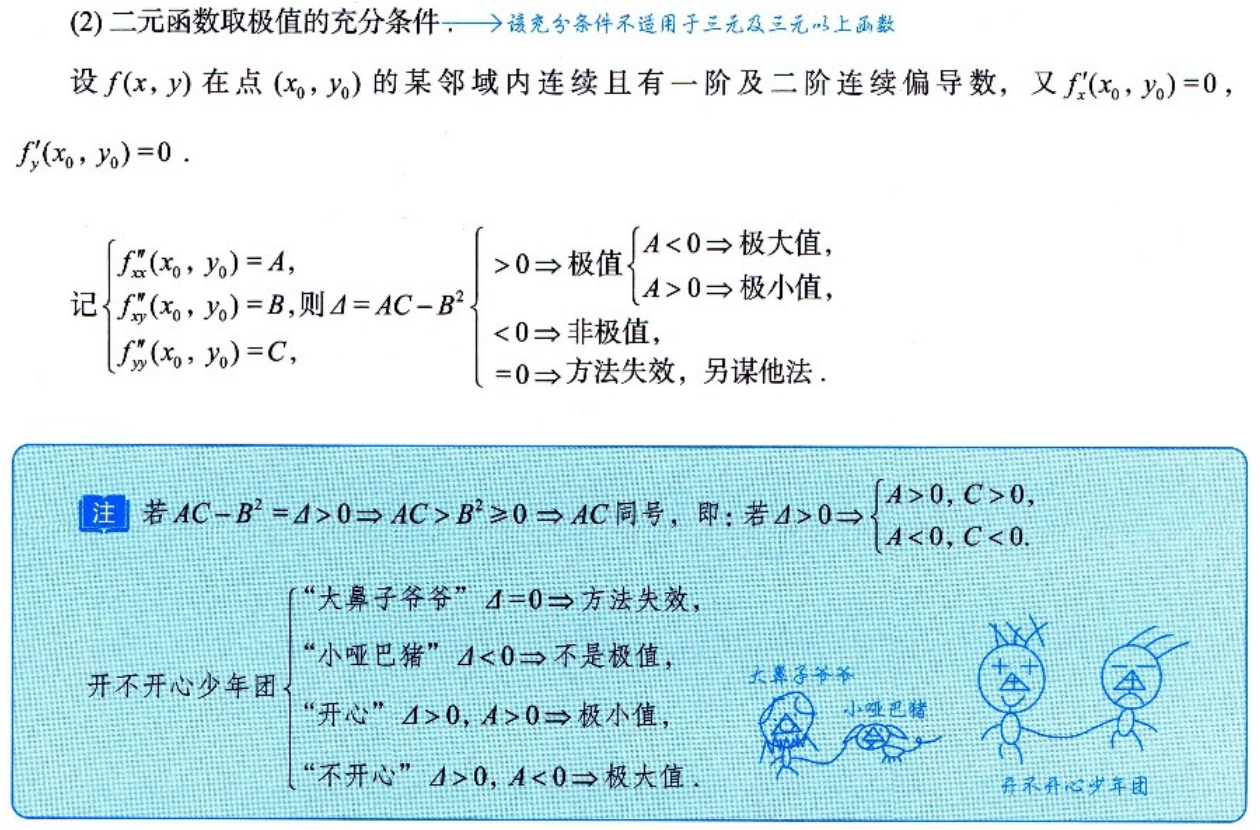 (2) 二元函数取极值的充分条件. ⟶ 该充分条件不适用于三元及三元以上函数
设 f(x, y) 在点 (x₀, y₀) 的某邻域内连续且有一阶及二阶连续偏导数, 又 f′ₓ(x₀, y₀)=0,
f′ᵧ(x₀, y₀)=0 .
记 { f″ₓₓ(x₀, y₀)=A, f″ₓᵧ(x₀, y₀)=B, f″ᵧᵧ(x₀, y₀)=C, 则 Δ=AC−B² {
>0⇒极值 { A<0⇒极大值,
A>0⇒极小值,
<0⇒非极值,
=0⇒方法失效, 另谋他法 .
注 若 AC−B²=Δ>0⇒AC>B²≥0⇒AC同号, 即: 若Δ>0⇒ { A>0, C>0,
A<0, C<0.
开不开心少年团 {
“大鼻子爷爷” Δ=0⇒方法失效,
“小哑巴猪” Δ<0⇒不是极值,
“开心” Δ>0, A>0⇒极小值,
“不开心” Δ>0, A<0⇒极大值 .
大鼻子爷爷
小哑巴猪
开不开心少年团